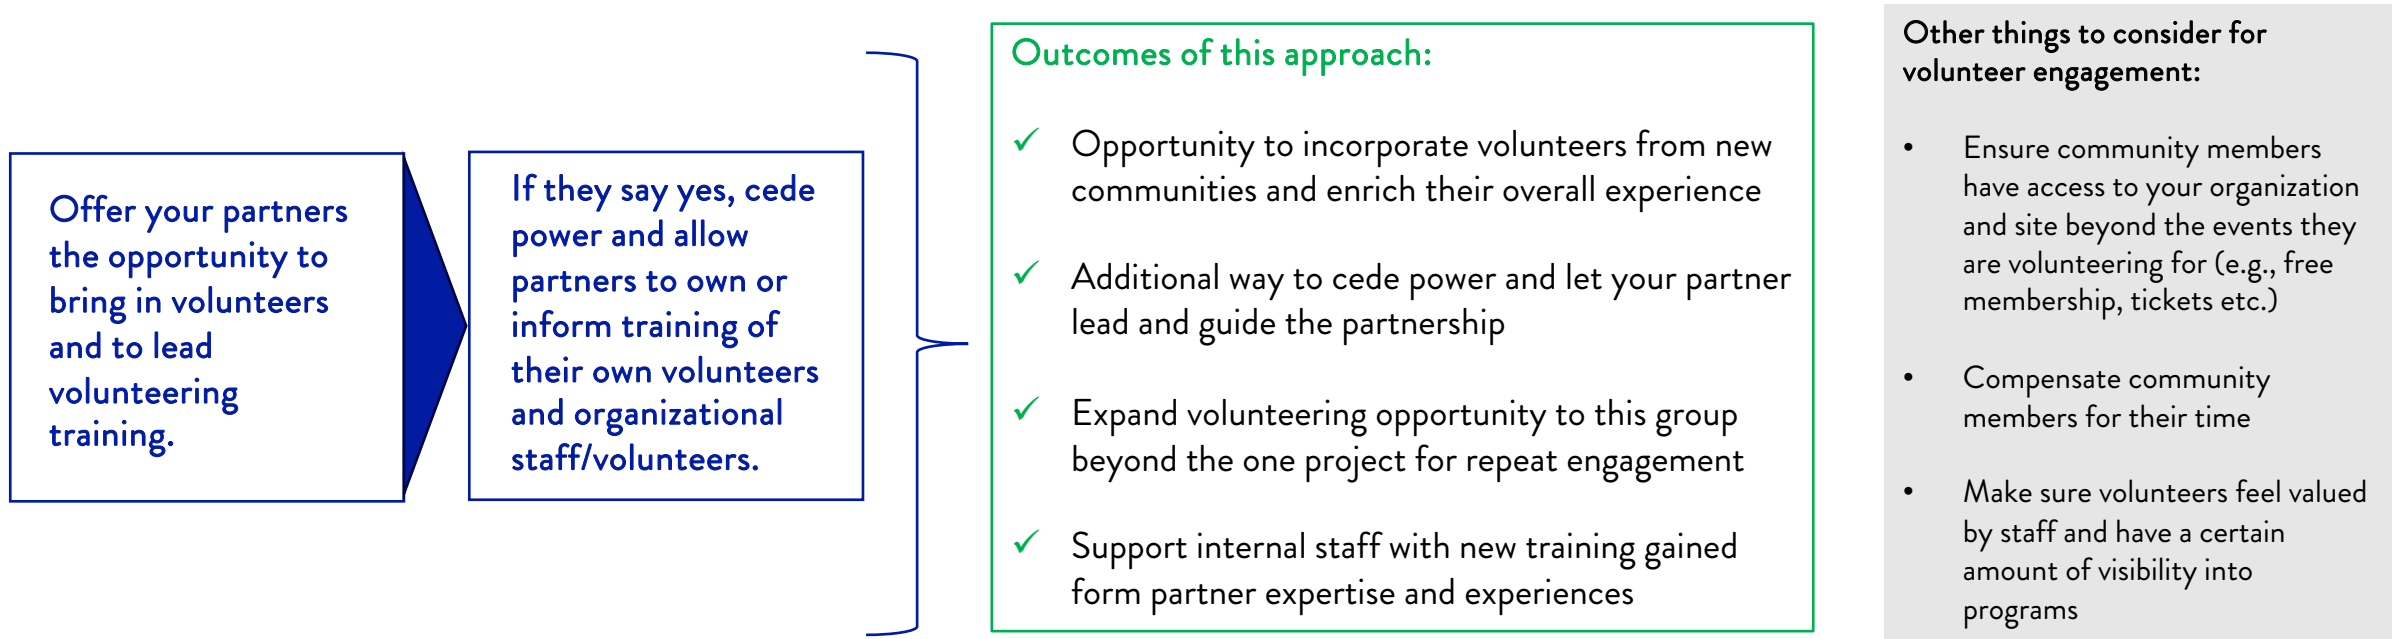 Offer your partners
the opportunity to
bring in volunteers
and to lead
volunteering
training.
If they say yes, cede
power and allow
partners to own or
inform training of
their own volunteers
and organizational
staff/volunteers.
Outcomes of this approach:
✓ Opportunity to incorporate volunteers from new
communities and enrich their overall experience
✓ Additional way to cede power and let your partner
lead and guide the partnership
✓ Expand volunteering opportunity to this group
beyond the one project for repeat engagement
✓ Support internal staff with new training gained
form partner expertise and experiences
Other things to consider for
volunteer engagement:
• Ensure community members
have access to your organization
and site beyond the events they
are volunteering for (e.g., free
membership, tickets etc.)
• Compensate community
members for their time
• Make sure volunteers feel valued
by staff and have a certain
amount of visibility into
programs